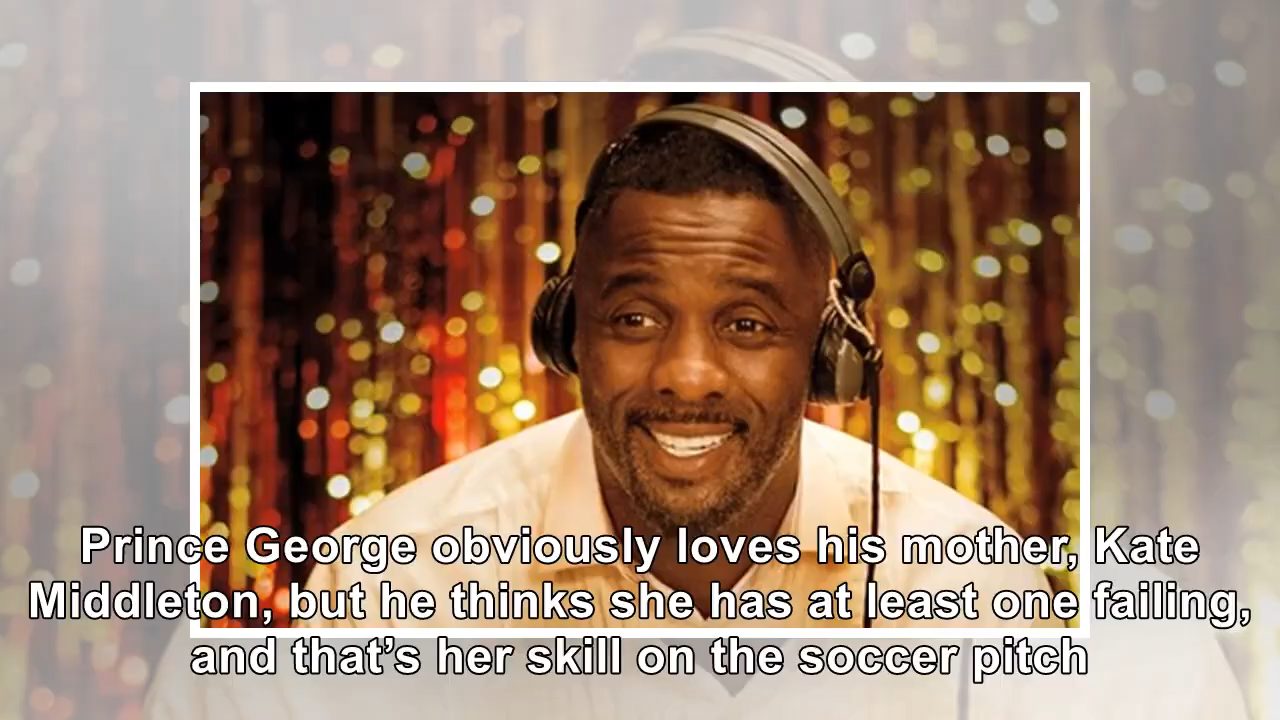 Prince George obviously loves his mother, Kate
Middleton, but he thinks she has at least one failing,
and that’s her skill on the soccer pitch